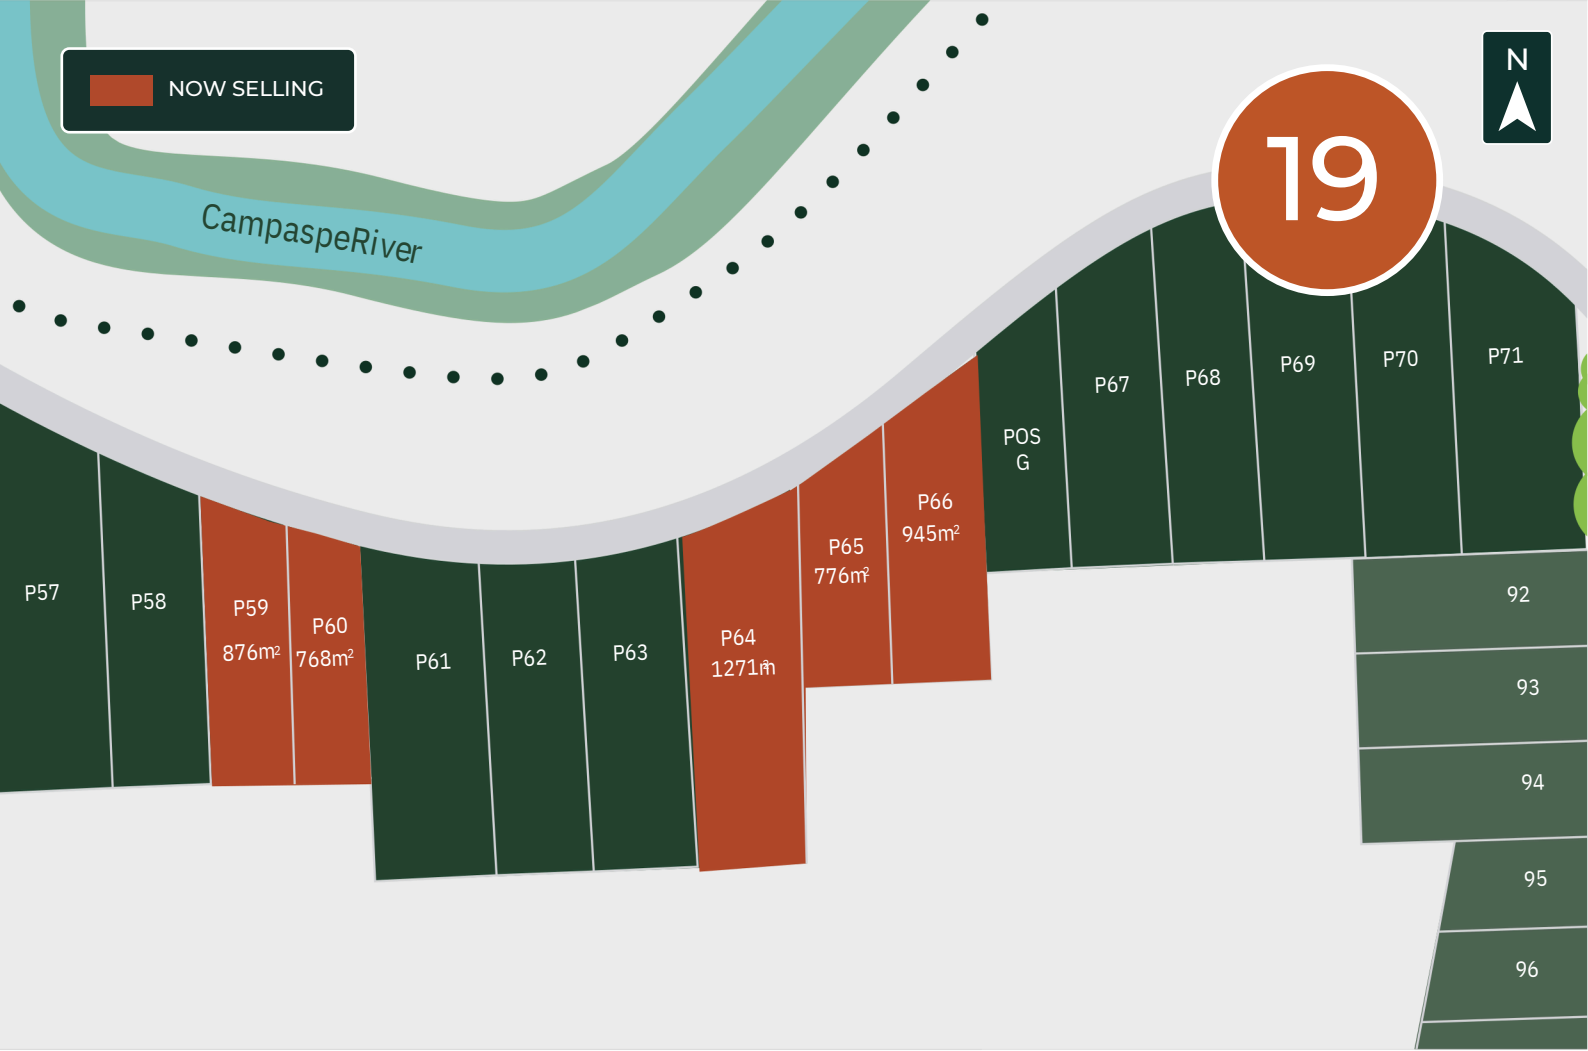 NOW SELLING
N
19
CampaspeRiver
P57
P58
P59
876m²
P60
768m²
P61
P62
P63
P64
1271m²
P65
776m²
P66
945m²
POS
G
P67
P68
P69
P70
P71
92
93
94
95
96